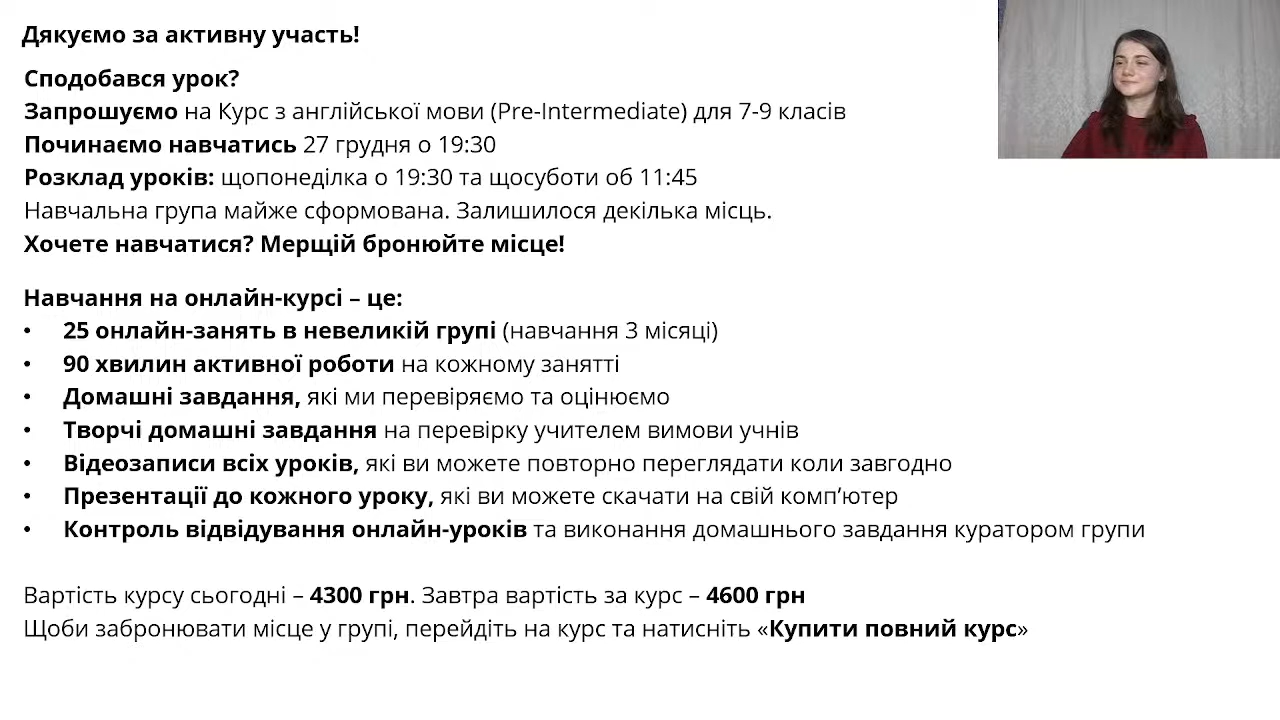 Дякуємо за активну участь!
Сподобався урок?
Запрошуємо на Курс з англійської мови (Pre-Intermediate) для 7-9 класів
Починаємо навчатись 27 грудня о 19:30
Розклад уроків: щопонеділка о 19:30 та щосуботи об 11:45
Навчальна група майже сформована. Залишилося декілька місць.
Хочете навчатися? Мерщій бронюйте місце!
Навчання на онлайн-курсі – це:
• 25 онлайн-занять в невеликій групі (навчання 3 місяці)
• 90 хвилин активної роботи на кожному занятті
• Домашні завдання, які ми перевіряємо та оцінюємо
• Творчі домашні завдання на перевірку учителем вимови учнів
• Відеозаписи всіх уроків, які ви можете повторно переглядати коли завгодно
• Презентації до кожного уроку, які ви можете скачати на свій комп’ютер
• Контроль відвідування онлайн-уроків та виконання домашнього завдання куратором групи
Вартість курсу сьогодні – 4300 грн. Завтра вартість за курс – 4600 грн
Щоби забронювати місце у групі, перейдіть на курс та натисніть «Купити повний курс»